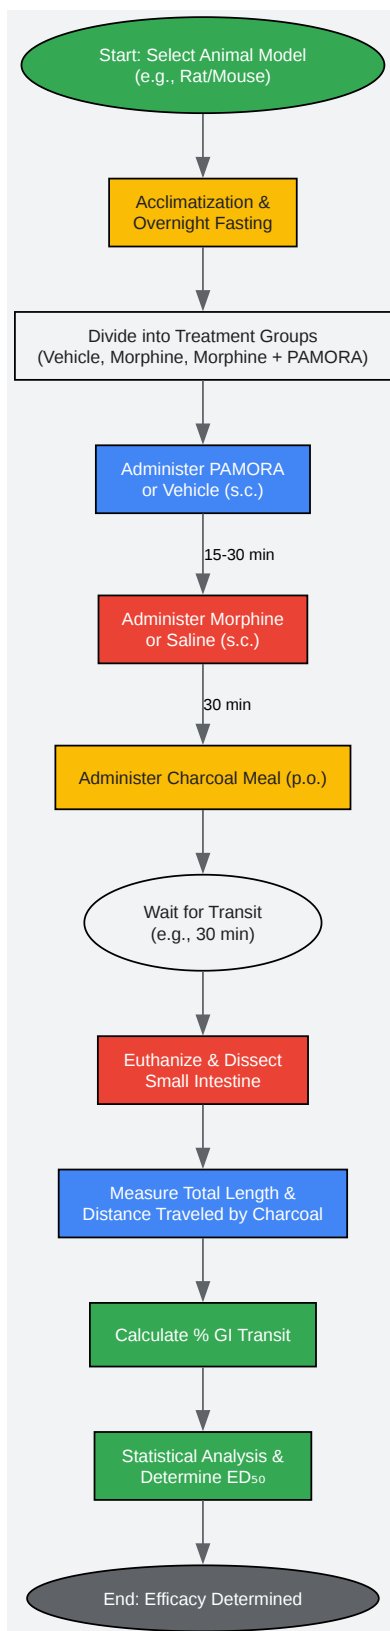 Start: Select Animal Model
(e.g., Rat/Mouse)
Acclimatization &
Overnight Fasting
Divide into Treatment Groups
(Vehicle, Morphine, Morphine + PAMORA)
Administer PAMORA
or Vehicle (s.c.)
15-30 min
Administer Morphine
or Saline (s.c.)
30 min
Administer Charcoal Meal (p.o.)
Wait for Transit
(e.g., 30 min)
Euthanize & Dissect
Small Intestine
Measure Total Length &
Distance Traveled by Charcoal
Calculate % GI Transit
Statistical Analysis &
Determine ED₅₀
End: Efficacy Determined